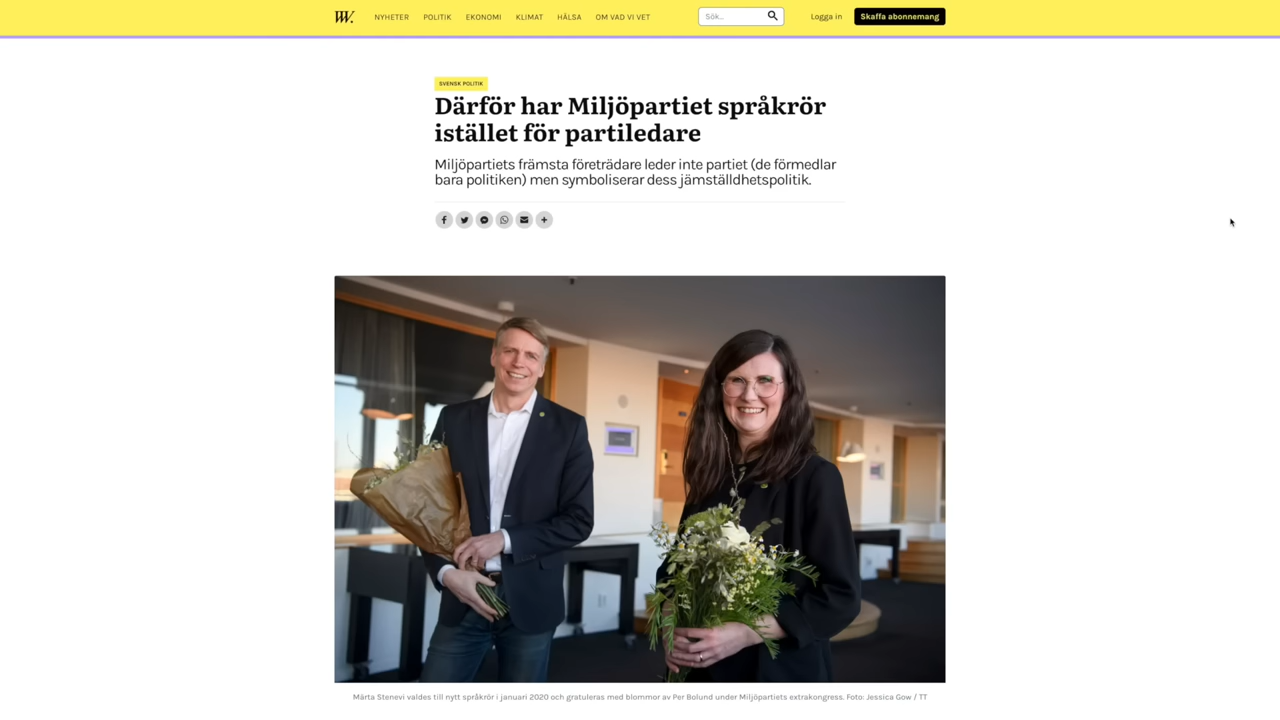 VV.
NYHETER
POLITIK
EKONOMI
KLIMAT
HÄLSA
OM VAD VI VET
Sök...
Logga in
Skaffa abonnemang
SVENSK POLITIK
Därför har Miljöpartiet språkrör
istället för partiledare
Miljöpartiets främsta företrädare leder inte partiet (de förmedlar
bara politiken) men symboliserar dess jämställdhetspolitik.
Märta Stenevi valdes till nytt språkrör i januari 2020 och gratuleras med blommor av Per Bolund under Miljöpartiets extrakongress. Foto: Jessica Gow / TT